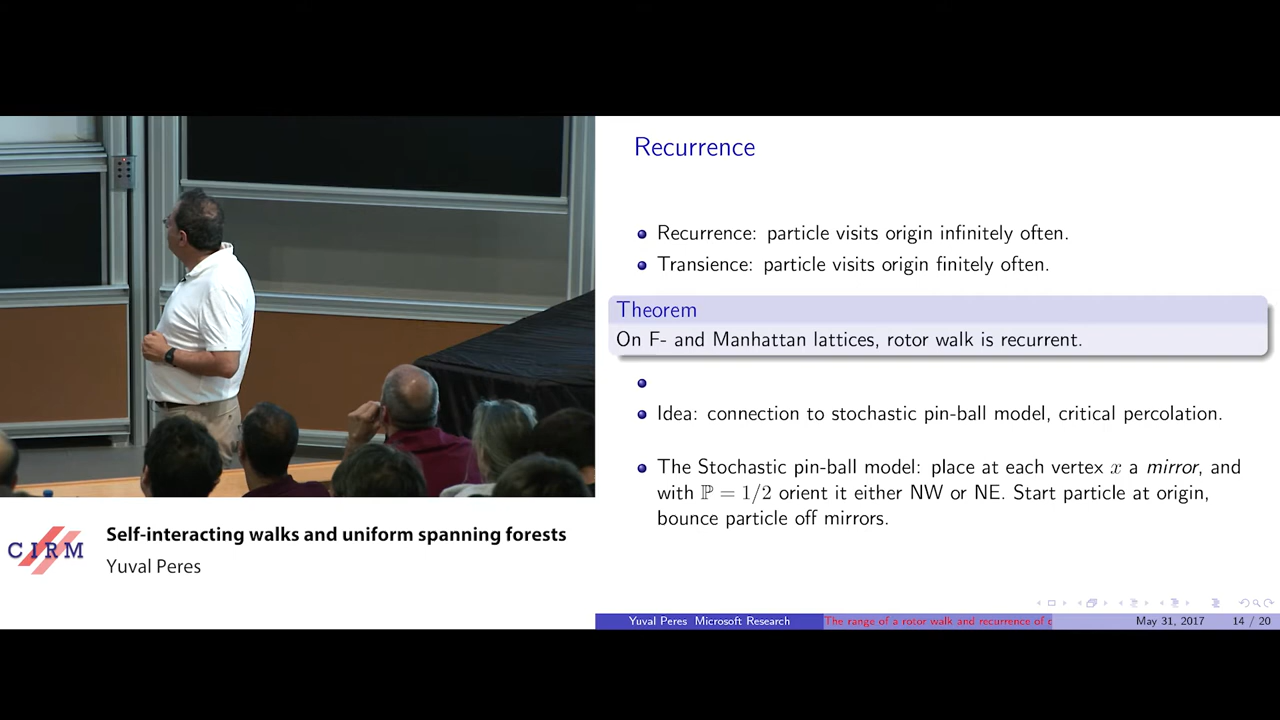 Recurrence
Recurrence: particle visits origin infinitely often.
Transience: particle visits origin finitely often.
Theorem
On F- and Manhattan lattices, rotor walk is recurrent.
Idea: connection to stochastic pin-ball model, critical percolation.
The Stochastic pin-ball model: place at each vertex x a mirror, and
with ℙ = 1/2 orient it either NW or NE. Start particle at origin,
bounce particle off mirrors.
CIRM
Self-interacting walks and uniform spanning forests
Yuval Peres
Yuval Peres Microsoft Research
The range of a rotor walk and recurrence of
May 31, 2017
14 / 20